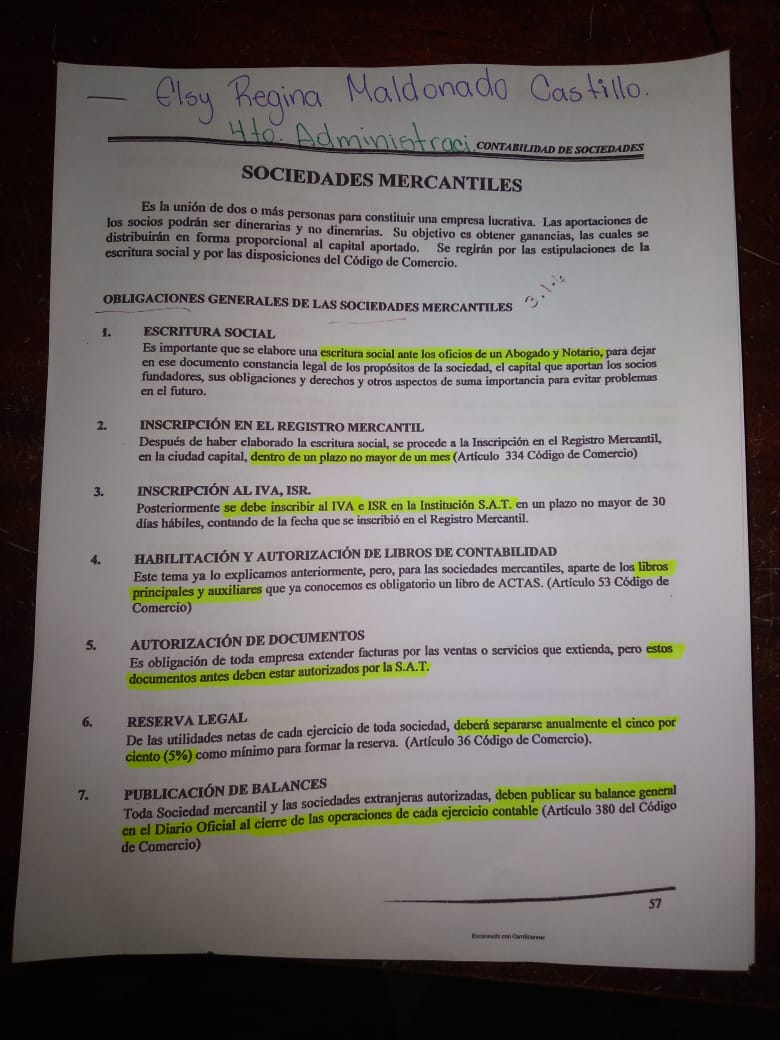 Elsy Regina Maldonado Castillo.
4to. Administraci
CONTABILIDAD DE SOCIEDADES
SOCIEDADES MERCANTILES
Es la unión de dos o más personas para constituir una empresa lucrativa. Las aportaciones de
los socios podrán ser dinerarias y no dinerarias. Su objetivo es obtener ganancias, las cuales se
distribuirán en forma proporcional al capital aportado. Se regirán por las estipulaciones de la
escritura social y por las disposiciones del Código de Comercio.
OBLIGACIONES GENERALES DE LAS SOCIEDADES MERCANTILES
1. ESCRITURA SOCIAL
Es importante que se elabore una escritura social ante los oficios de un Abogado y Notario, para dejar
en ese documento constancia legal de los propósitos de la sociedad, el capital que aportan los socios
fundadores, sus obligaciones y derechos y otros aspectos de suma importancia para evitar problemas
en el futuro.
2. INSCRIPCIÓN EN EL REGISTRO MERCANTIL
Después de haber elaborado la escritura social, se procede a la Inscripción en el Registro Mercantil,
en la ciudad capital, dentro de un plazo no mayor de un mes (Artículo 334 Código de Comercio)
3. INSCRIPCIÓN AL IVA, ISR.
Posteriormente se debe inscribir al IVA e ISR en la Institución S.A.T. en un plazo no mayor de 30
días hábiles, contando de la fecha que se inscribió en el Registro Mercantil.
4. HABILITACIÓN Y AUTORIZACIÓN DE LIBROS DE CONTABILIDAD
Este tema ya lo explicamos anteriormente, pero, para las sociedades mercantiles, aparte de los libros
principales y auxiliares que ya conocemos es obligatorio un libro de ACTAS. (Artículo 53 Código de
Comercio)
5. AUTORIZACIÓN DE DOCUMENTOS
Es obligación de toda empresa extender facturas por las ventas o servicios que extienda, pero estos
documentos antes deben estar autorizados por la S.A.T.
6. RESERVA LEGAL
De las utilidades netas de cada ejercicio de toda sociedad, deberá separarse anualmente el cinco por
ciento (5%) como mínimo para formar la reserva. (Artículo 36 Código de Comercio).
7. PUBLICACIÓN DE BALANCES
Toda Sociedad mercantil y las sociedades extranjeras autorizadas, deben publicar su balance general
en el Diario Oficial al cierre de las operaciones de cada ejercicio contable (Artículo 380 del Código
de Comercio)
57
Escaneado con CamScanner